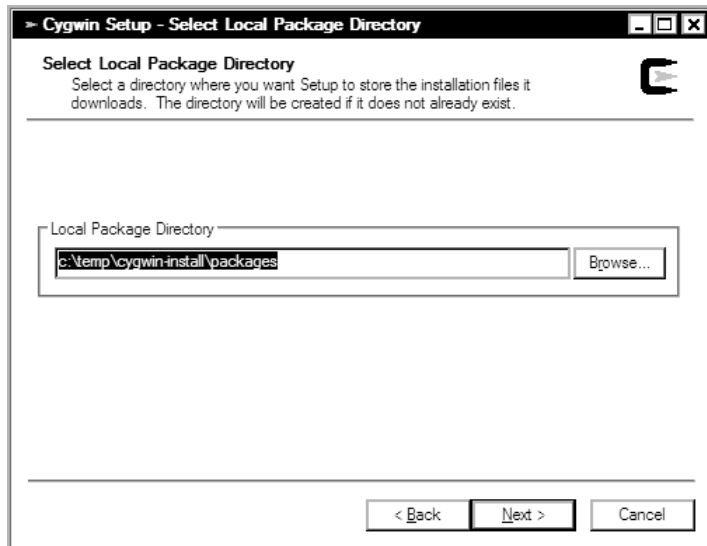 Cygwin Setup - Select Local Package Directory
Select Local Package Directory
Select a directory where you want Setup to store the installation files it
downloads. The directory will be created if it does not already exist.
Local Package Directory
c:\temp\cygwin-install\packages
Browse...
< Back
Next >
Cancel